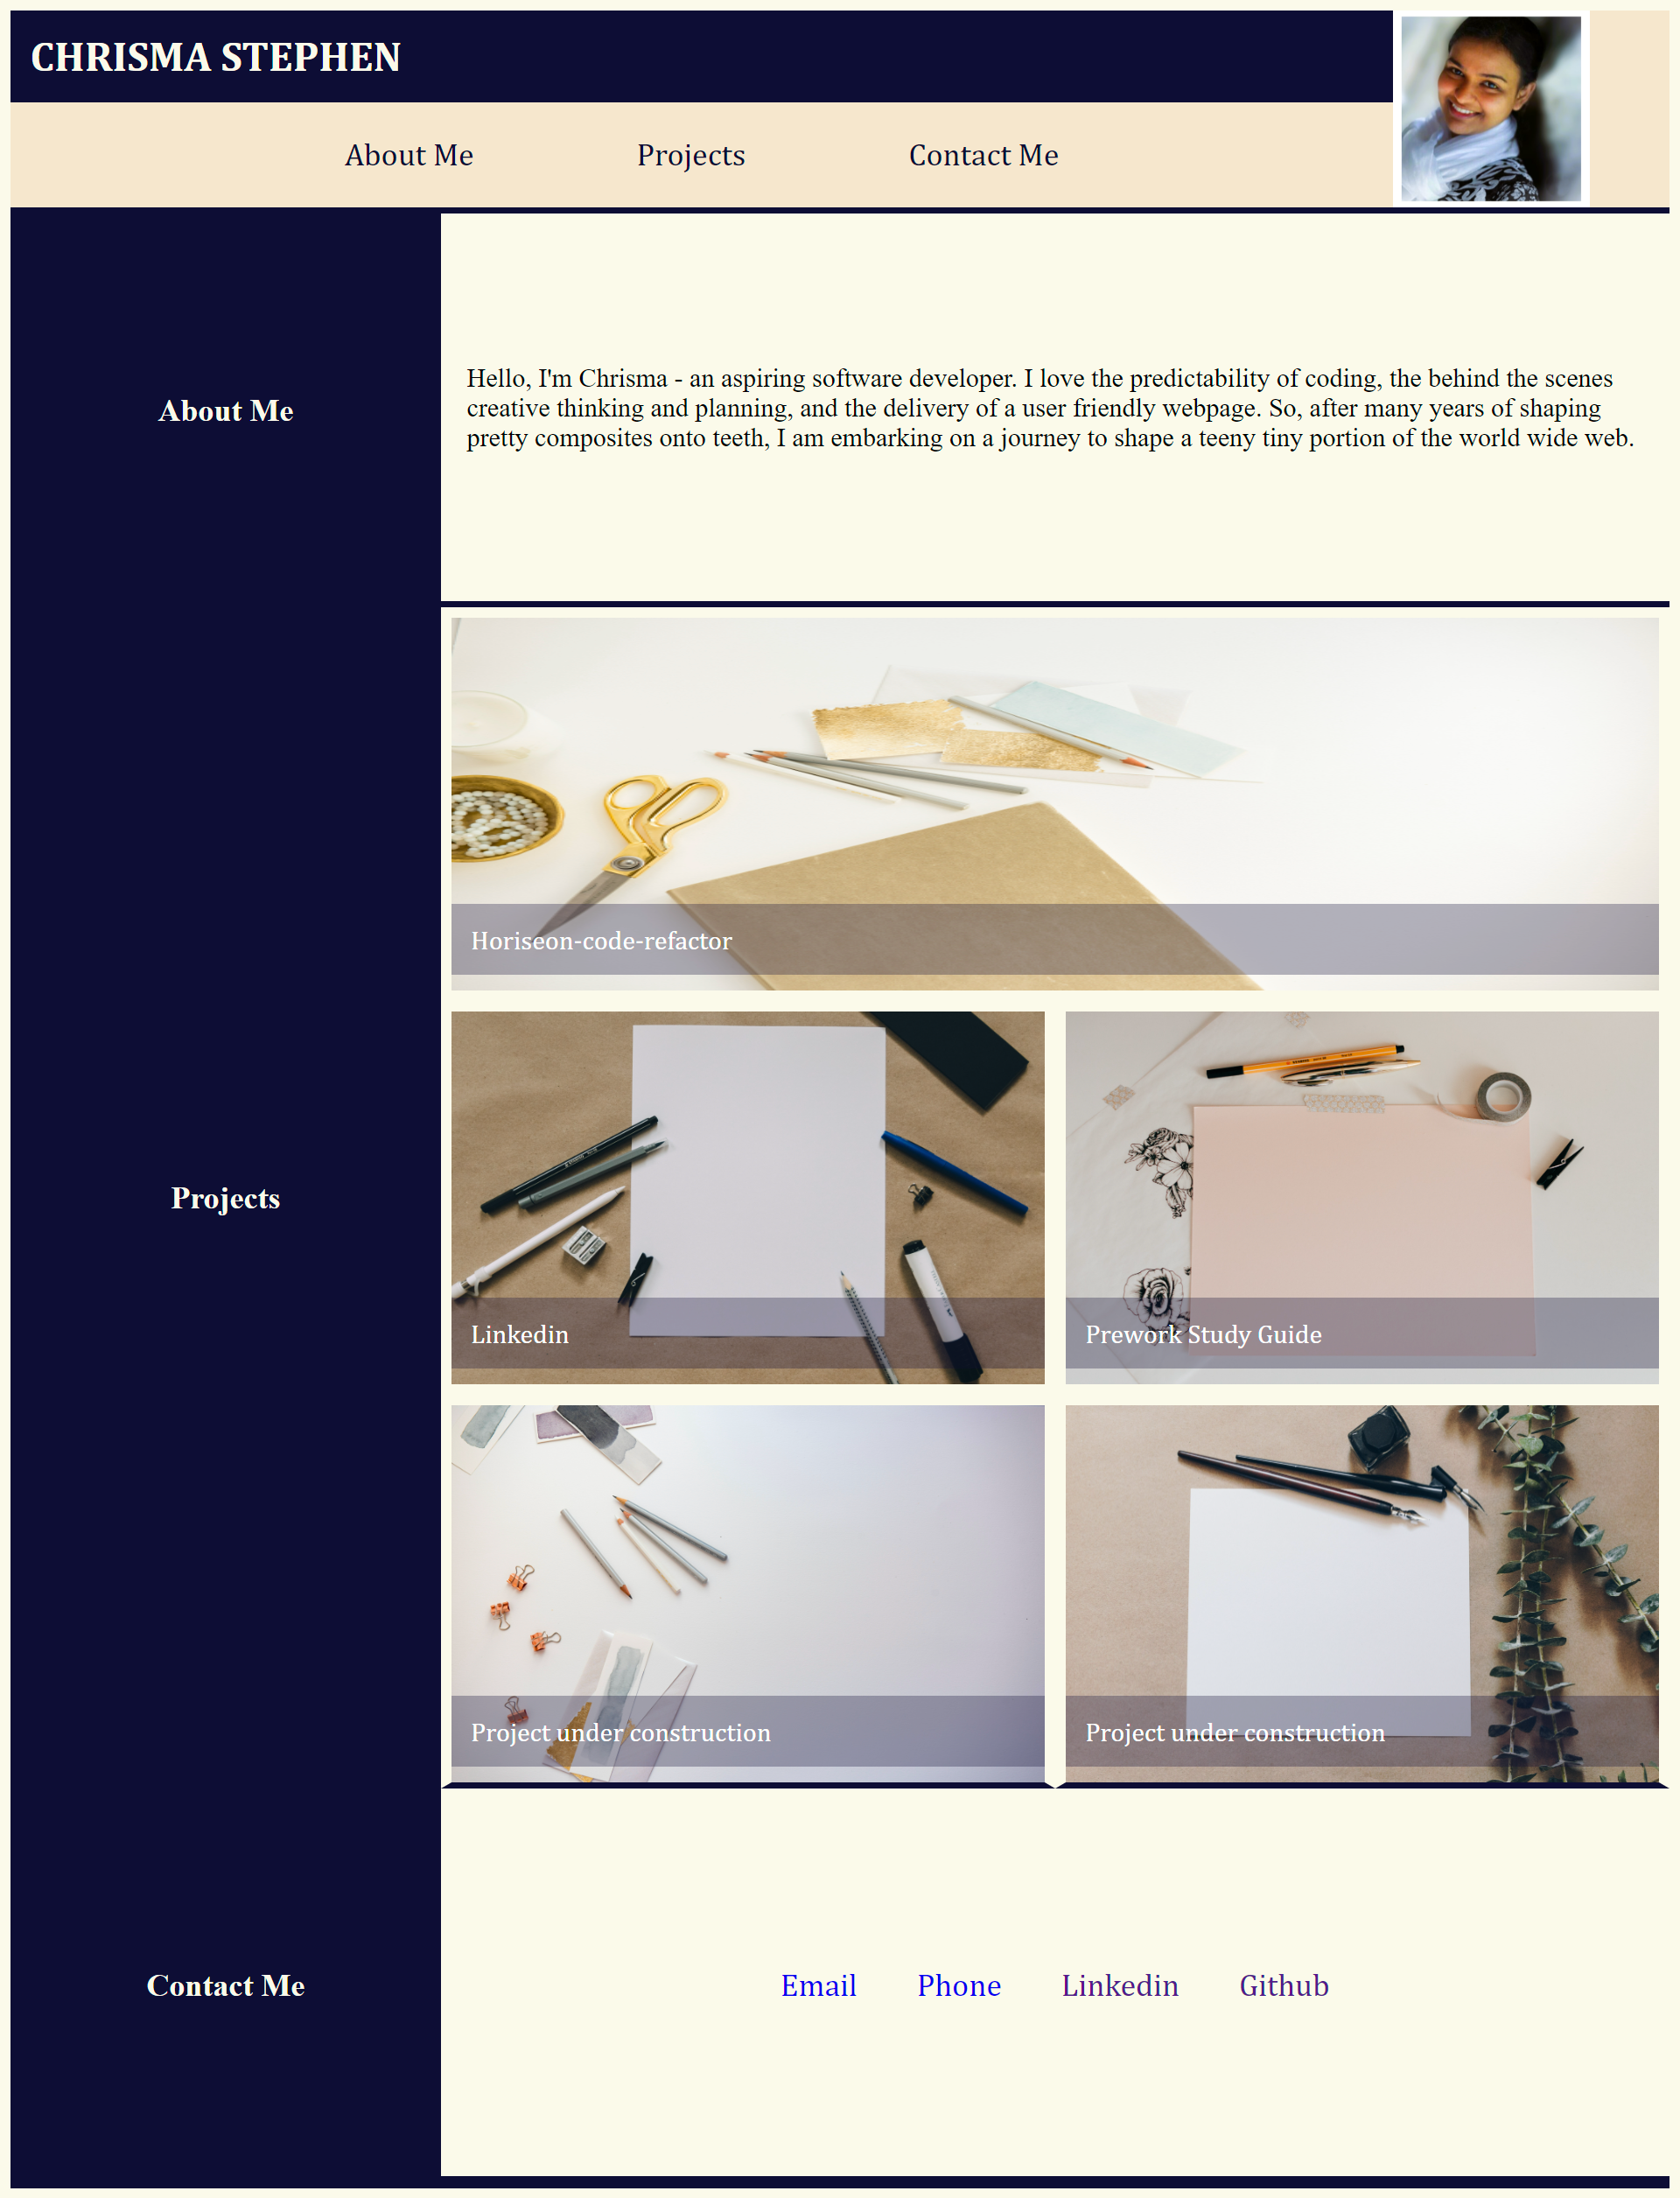 CHRISMA STEPHEN
About Me
Projects
Contact Me
About Me
Hello, I'm Chrisma - an aspiring software developer. I love the predictability of coding, the behind the scenes
creative thinking and planning, and the delivery of a user friendly webpage. So, after many years of shaping
pretty composites onto teeth, I am embarking on a journey to shape a teeny tiny portion of the world wide web.
Projects
Horiseon-code-refactor
Linkedin
Prework Study Guide
Project under construction
Project under construction
Contact Me
Email
Phone
Linkedin
Github